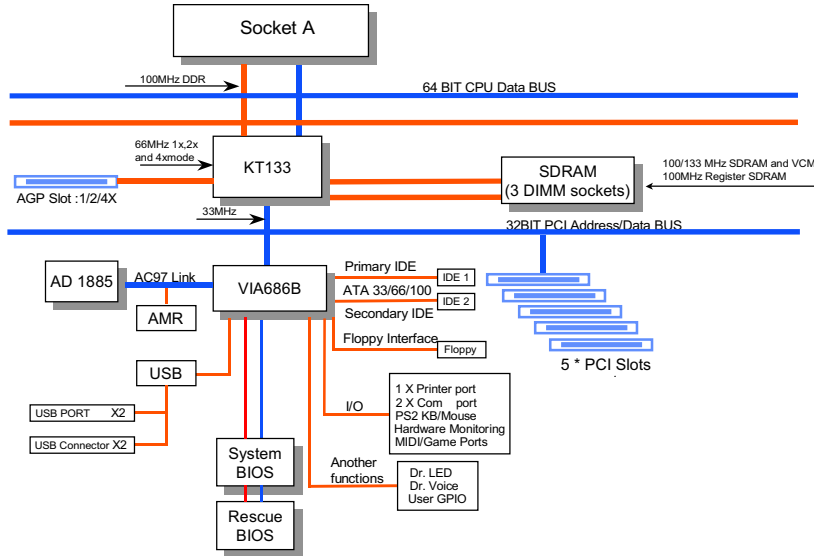 Socket A
100MHz DDR
64 BIT CPU Data BUS
66MHz 1x,2x
and 4xmode
KT133
SDRAM
(3 DIMM sockets)
100/133 MHz SDRAM and VCM
100MHz Register SDRAM
AGP Slot :1/2/4X
33MHz
32BIT PCI Address/Data BUS
AD 1885
AC97 Link
VIA686B
Primary IDE
IDE 1
ATA 33/66/100
IDE 2
Secondary IDE
AMR
Floppy Interface
Floppy
5 * PCI Slots
USB
USB PORT X2
USB Connector X2
I/O
1 X Printer port
2 X Com port
PS2 KB/Mouse
Hardware Monitoring
MIDI/Game Ports
System
BIOS
Another
functions
Dr. LED
Dr. Voice
User GPIO
Rescue
BIOS